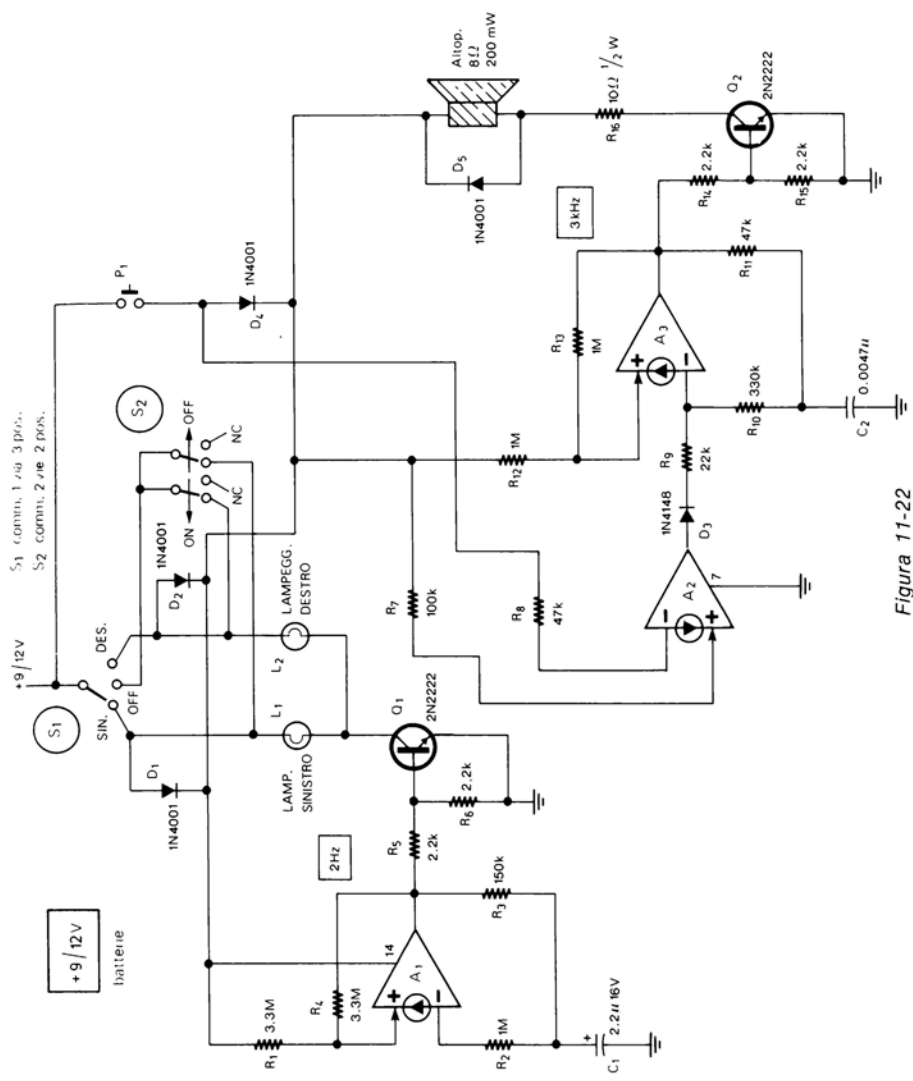 S1 comm. 1 via 3 pos.
S2 comm. 2 vie 2 pos.
+9/12V
batterie
+9/12V
S1
SIN.
OFF
DES.
D1
1N4001
D2
1N4001
S2
ON
OFF
NC
NC
P1
D4
1N4001
L1
LAMP.
SINISTRO
L2
LAMPEGG.
DESTRO
Altop.
8Ω
200 mW
D5
1N4001
R16
10Ω 1/2 W
Q2
2N2222
R14
2.2k
R15
2.2k
3kHz
R13
1M
R12
1M
A3
+
−
R11
47k
R10
330k
C2
0.0047u
R9
22k
D3
1N4148
R7
100k
R8
47k
A2
−
+
7
Q1
2N2222
R5
2.2k
R6
2.2k
2Hz
R1
3.3M
R4
3.3M
A1
+
−
14
R3
150k
R2
1M
C1
+
2.2u 16V
Figura 11-22